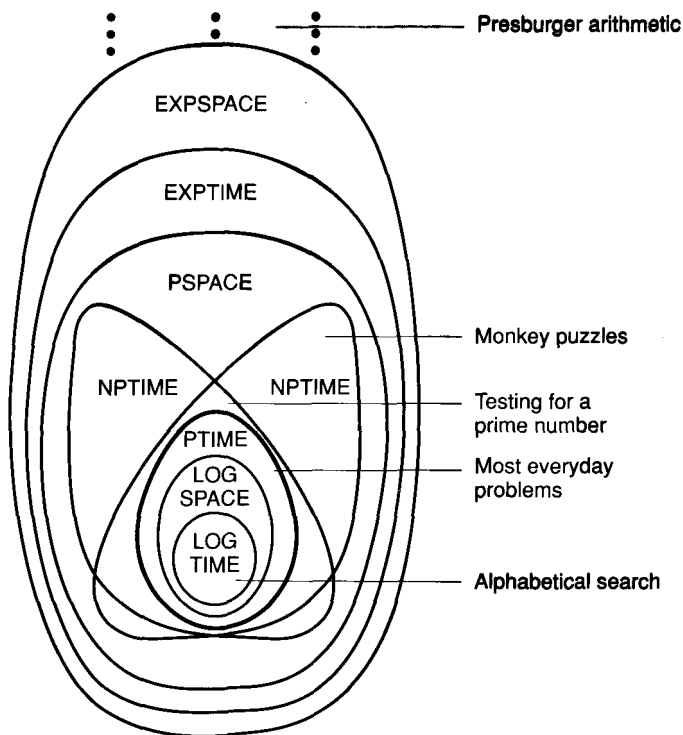 Presburger arithmetic
EXPSPACE
EXPTIME
PSPACE
Monkey puzzles
NPTIME
NPTIME
Testing for a
prime number
PTIME
Most everyday
problems
LOG
SPACE
LOG
TIME
Alphabetical search